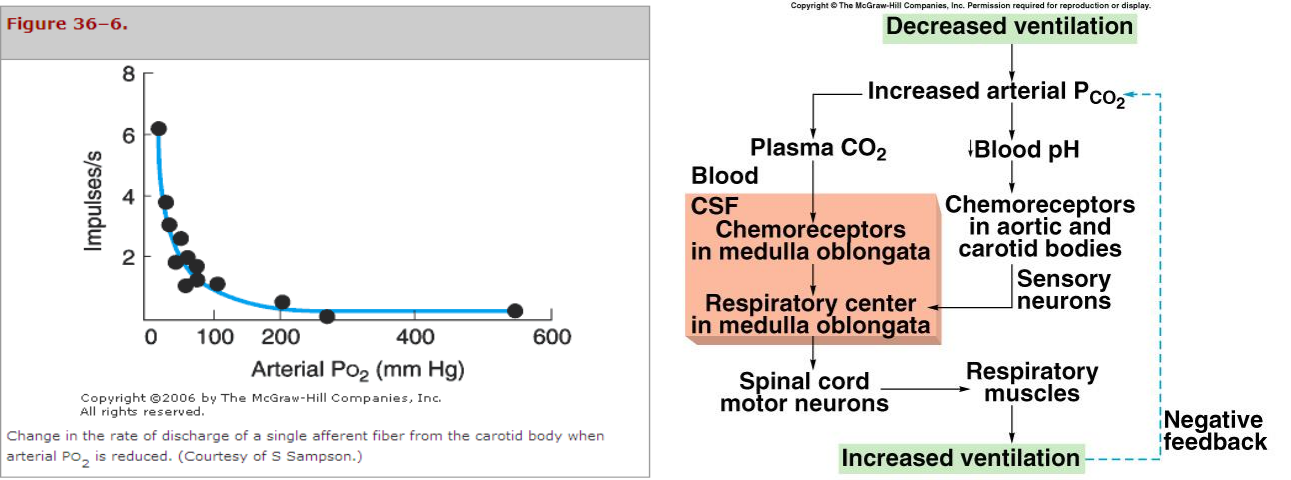 Figure 36–6.
8
6
4
2
Impulses/s
0 100 200 400 600
Arterial PO2 (mm Hg)
Copyright ©2006 by The McGraw-Hill Companies, Inc.
All rights reserved.
Change in the rate of discharge of a single afferent fiber from the carotid body when
arterial PO2 is reduced. (Courtesy of S Sampson.)
Copyright © The McGraw-Hill Companies, Inc. Permission required for reproduction or display.
Decreased ventilation
Increased arterial PCO2
Plasma CO2
↓Blood pH
Blood
CSF
Chemoreceptors
in medulla oblongata
Chemoreceptors
in aortic and
carotid bodies
Sensory
neurons
Respiratory center
in medulla oblongata
Spinal cord
motor neurons
Respiratory
muscles
Negative
feedback
Increased ventilation